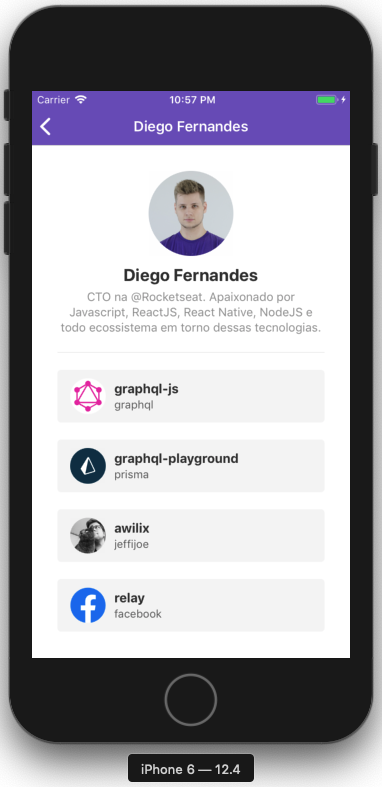 Carrier 10:57 PM
Diego Fernandes
Diego Fernandes
CTO na @Rocketseat. Apaixonado por
Javascript, ReactJS, React Native, NodeJS e
todo ecossistema em torno dessas tecnologias.
graphql-js
graphql
graphql-playground
prisma
awilix
jeffijoe
relay
facebook
iPhone 6 — 12.4